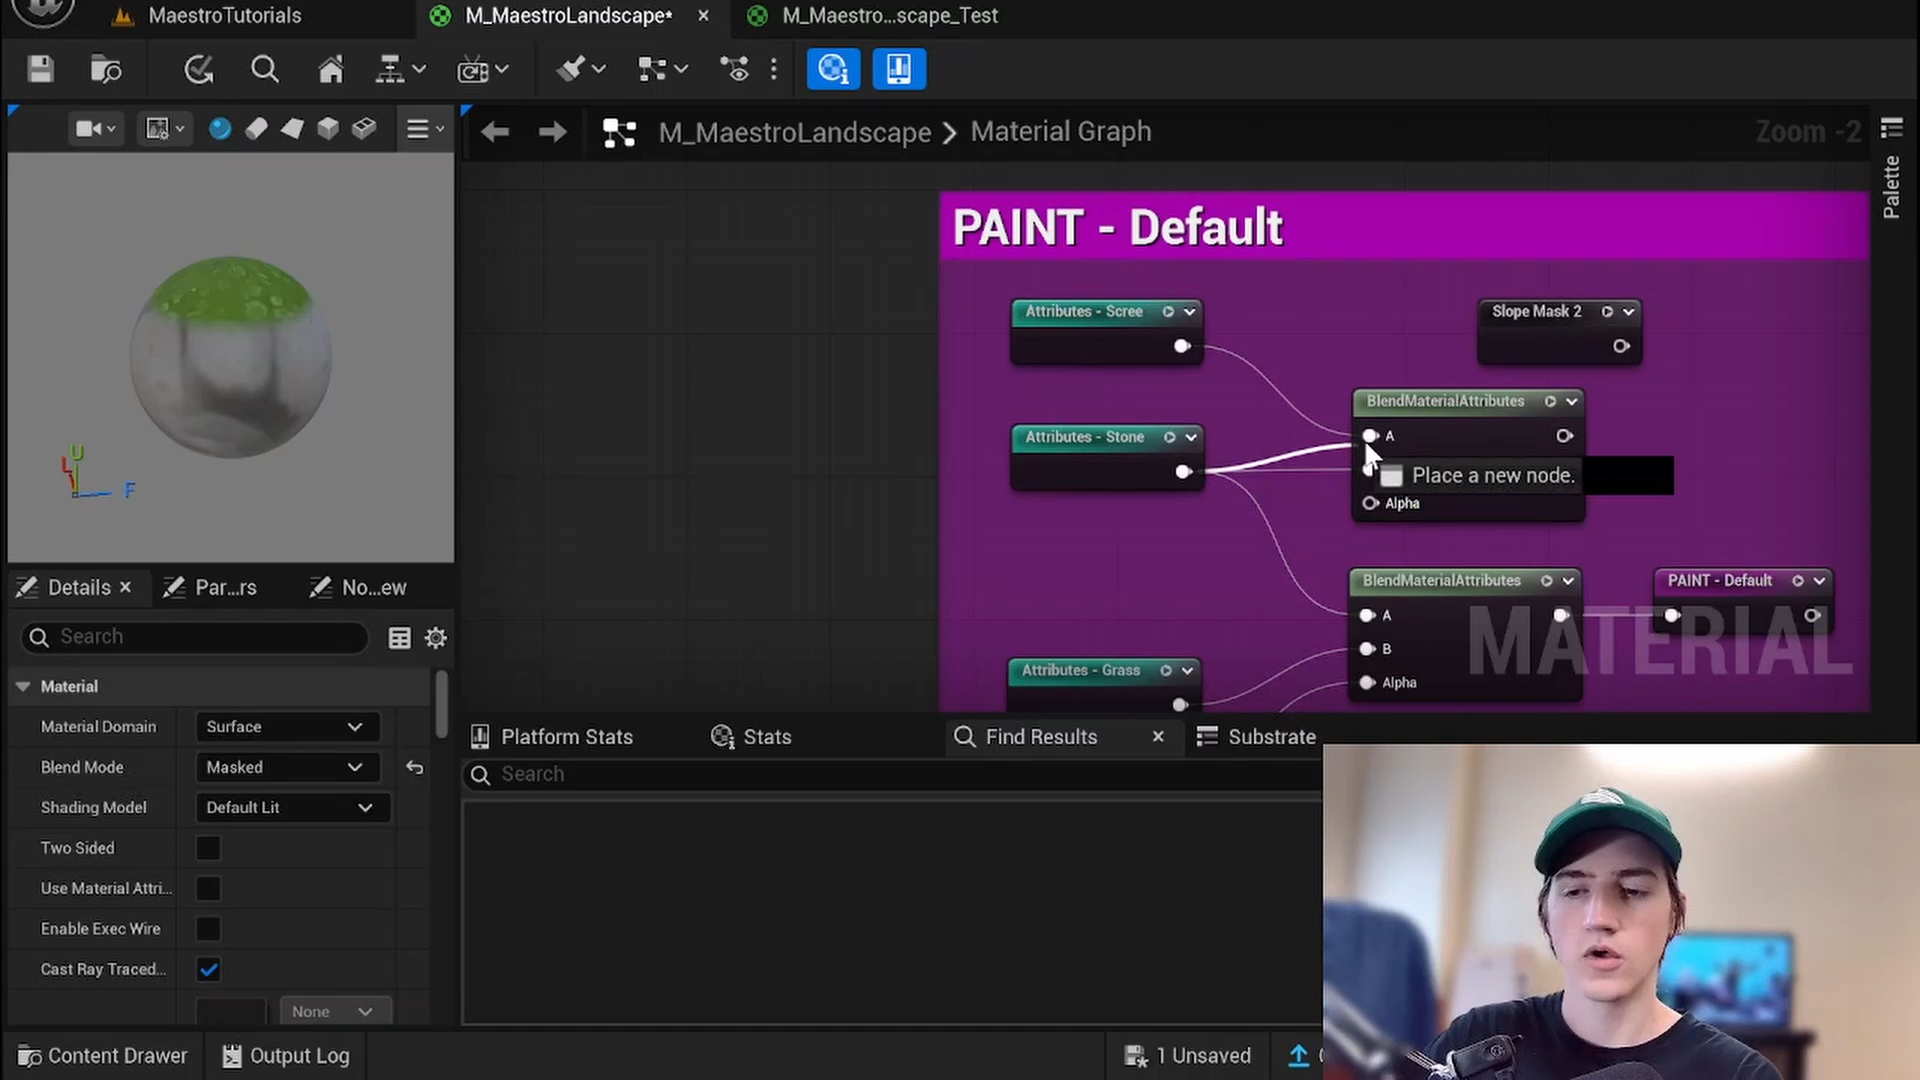 MaestroTutorials
M_MaestroLandscape*
M_Maestro...scape_Test
M_MaestroLandscape
Material Graph
Zoom -2
Palette
PAINT - Default
Attributes - Scree
Slope Mask 2
BlendMaterialAttributes
A
Attributes - Stone
Place a new node.
Alpha
BlendMaterialAttributes
PAINT - Default
A
B
Alpha
MATERIAL
Attributes - Grass
U
L
F
Details
Par...rs
No...ew
Search
Material
Material Domain
Surface
Blend Mode
Masked
Shading Model
Default Lit
Two Sided
Use Material Attri...
Enable Exec Wire
Cast Ray Traced...
None
Platform Stats
Stats
Find Results
Substrate
Search
Content Drawer
Output Log
1 Unsaved